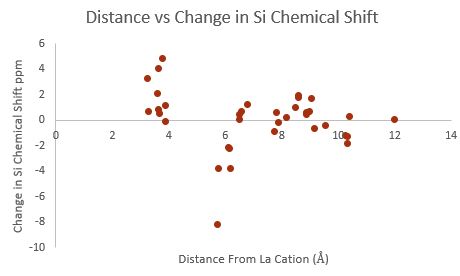 Distance vs Change in Si Chemical Shift
6
4
2
0
-2
-4
-6
-8
-10
0 2 4 6 8 10 12 14
Change in Si Chemical Shift ppm
Distance From La Cation (Å)